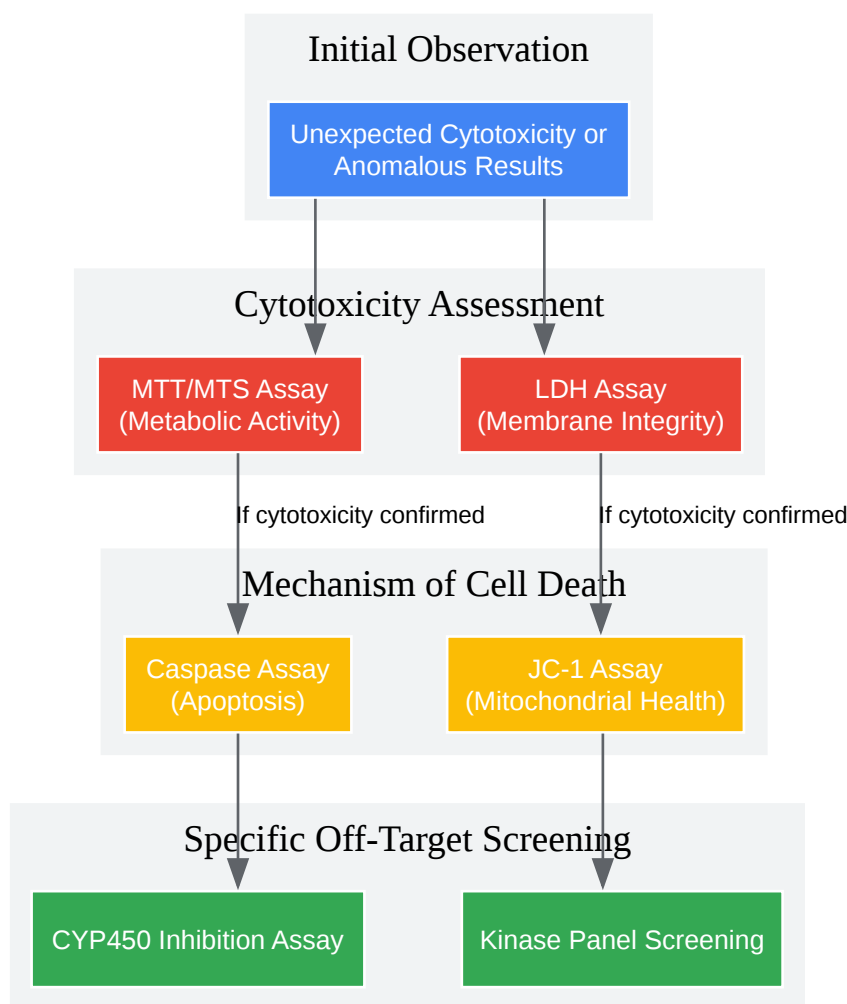 Initial Observation
Unexpected Cytotoxicity or
Anomalous Results
Cytotoxicity Assessment
MTT/MTS Assay
(Metabolic Activity)
LDH Assay
(Membrane Integrity)
If cytotoxicity confirmed
If cytotoxicity confirmed
Mechanism of Cell Death
Caspase Assay
(Apoptosis)
JC-1 Assay
(Mitochondrial Health)
Specific Off-Target Screening
CYP450 Inhibition Assay
Kinase Panel Screening